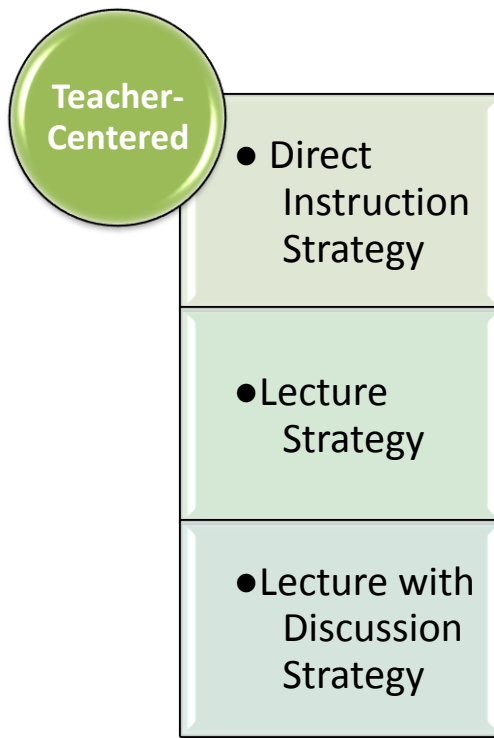 Teacher-
Centered
● Direct
Instruction
Strategy
●Lecture
Strategy
●Lecture with
Discussion
Strategy